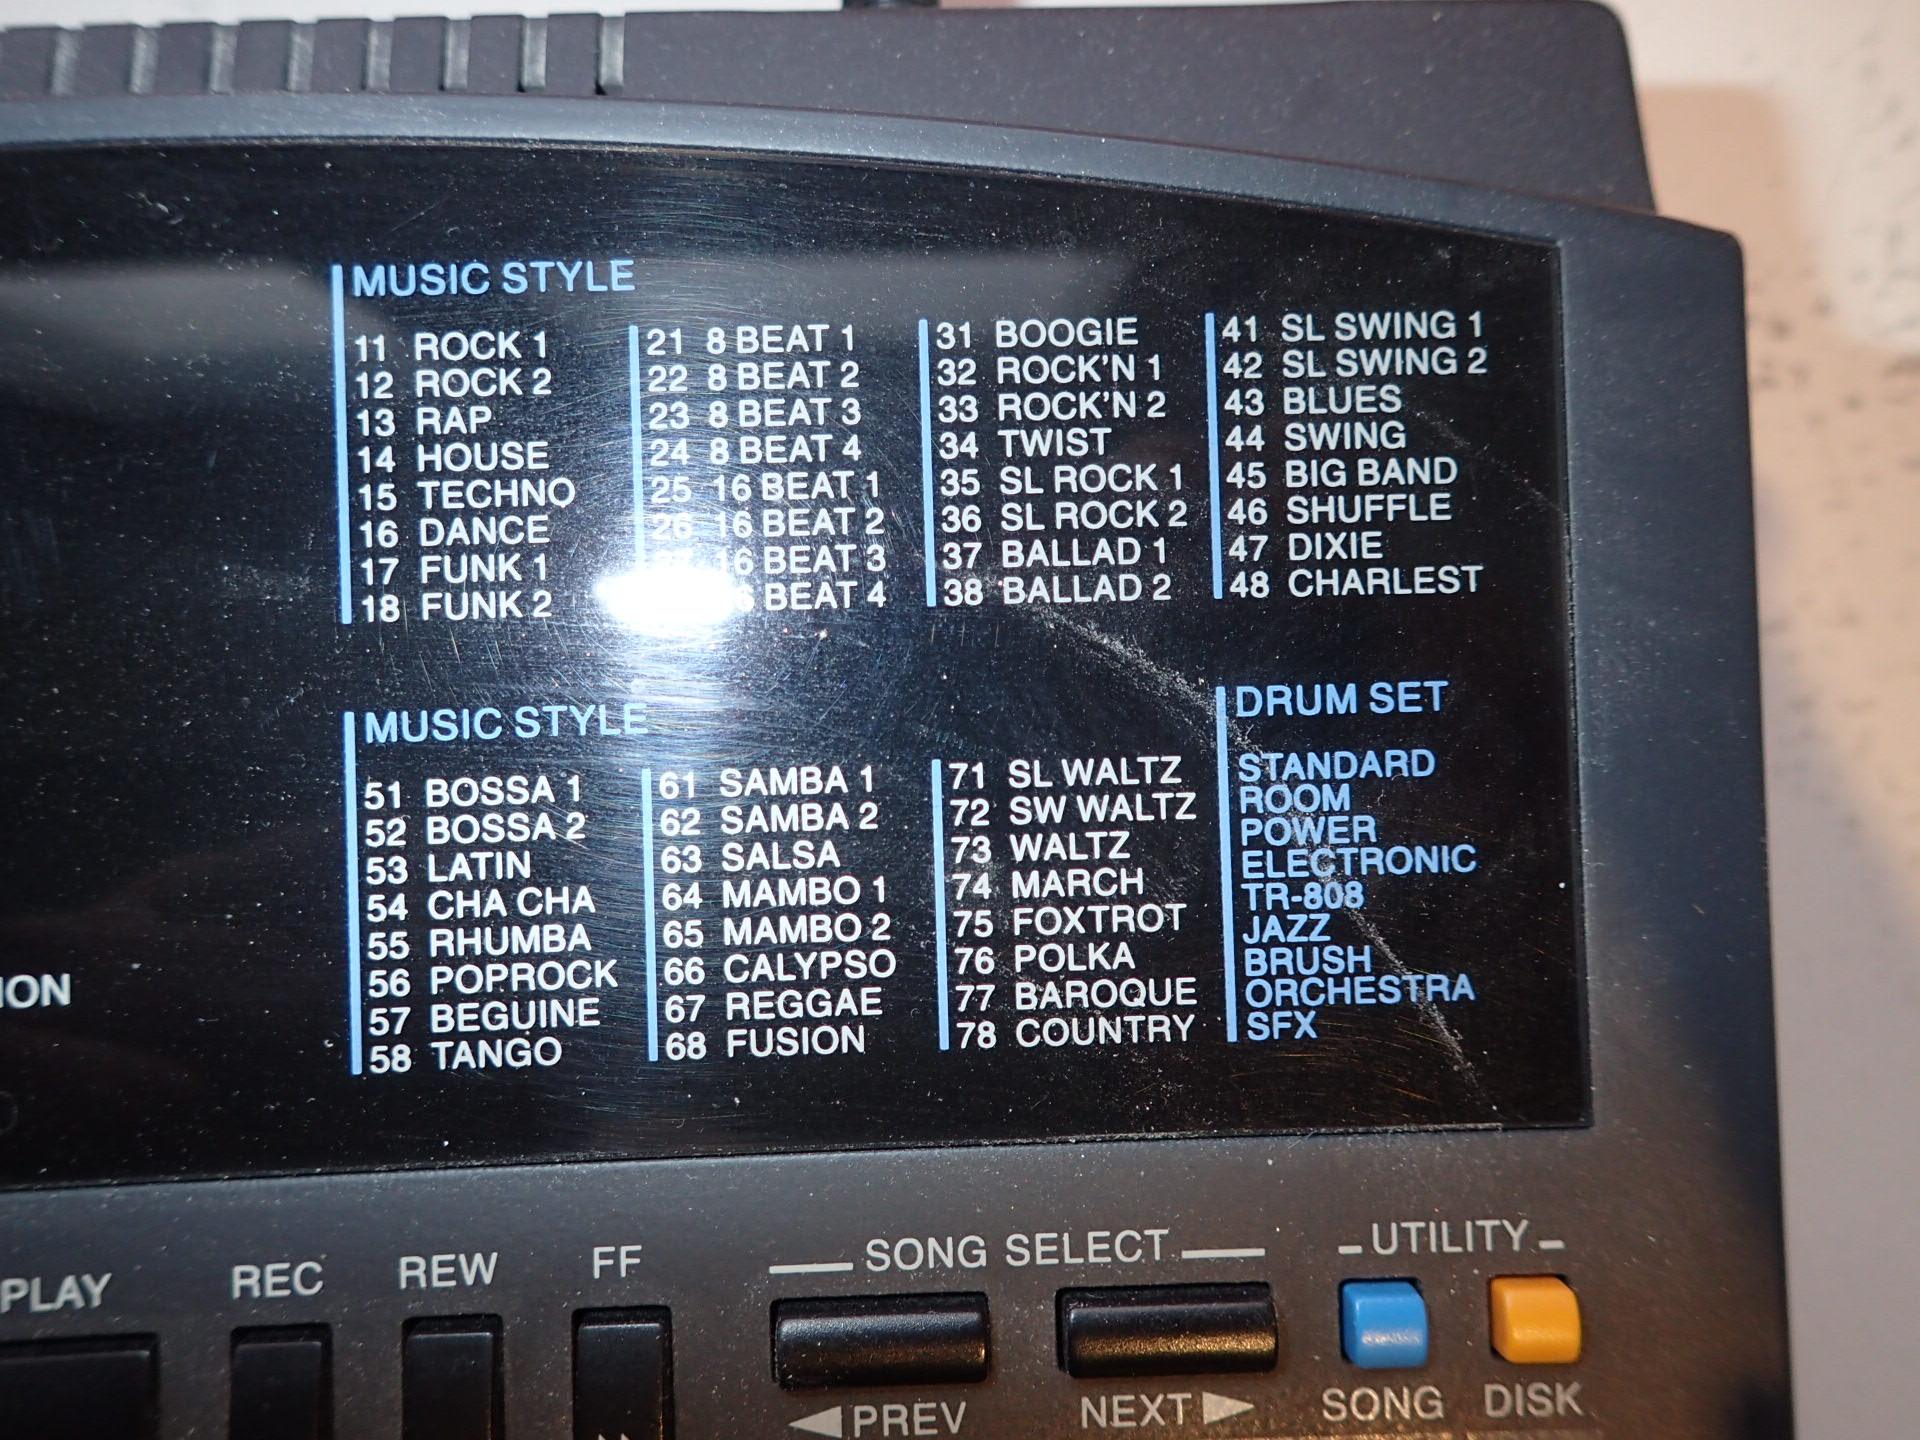 MUSIC STYLE
11 ROCK 1
12 ROCK 2
13 RAP
14 HOUSE
15 TECHNO
16 DANCE
17 FUNK 1
18 FUNK 2
21 8 BEAT 1
22 8 BEAT 2
23 8 BEAT 3
24 8 BEAT 4
25 16 BEAT 1
26 16 BEAT 2
16 BEAT 3
BEAT 4
31 BOOGIE
32 ROCK'N 1
33 ROCK'N 2
34 TWIST
35 SL ROCK 1
36 SL ROCK 2
37 BALLAD 1
38 BALLAD 2
41 SL SWING 1
42 SL SWING 2
43 BLUES
44 SWING
45 BIG BAND
46 SHUFFLE
47 DIXIE
48 CHARLEST
MUSIC STYLE
51 BOSSA 1
52 BOSSA 2
53 LATIN
54 CHA CHA
55 RHUMBA
56 POPROCK
57 BEGUINE
58 TANGO
61 SAMBA 1
62 SAMBA 2
63 SALSA
64 MAMBO 1
65 MAMBO 2
66 CALYPSO
67 REGGAE
68 FUSION
71 SL WALTZ
72 SW WALTZ
73 WALTZ
74 MARCH
75 FOXTROT
76 POLKA
77 BAROQUE
78 COUNTRY
DRUM SET
STANDARD
ROOM
POWER
ELECTRONIC
TR-808
JAZZ
BRUSH
ORCHESTRA
SFX
ION
PLAY
REC
REW
FF
SONG SELECT
PREV
NEXT
UTILITY
SONG
DISK